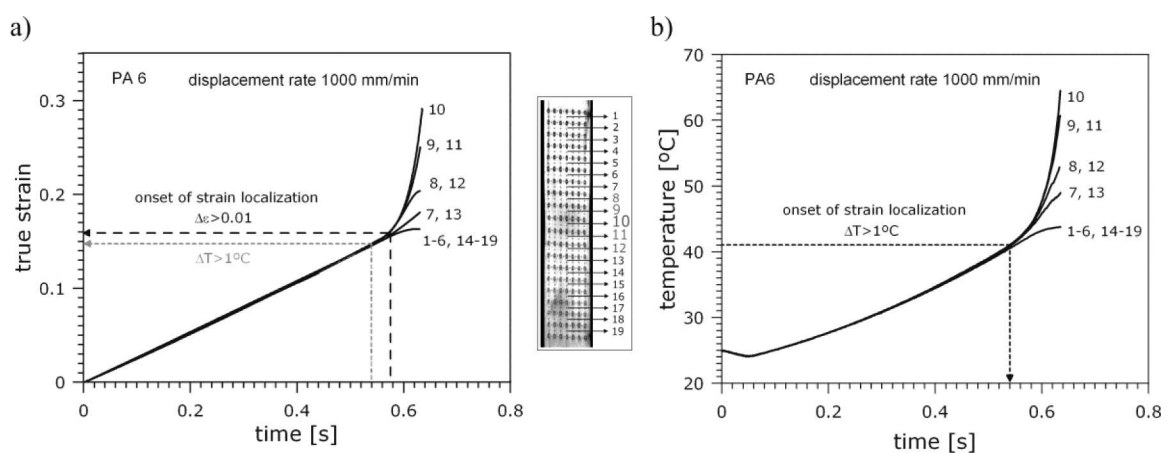 a)
PA 6 displacement rate 1000 mm/min
true strain
0.3
0.2
0.1
0
onset of strain localization
Δε>0.01
ΔT>1ºC
10
9, 11
8, 12
7, 13
1-6, 14-19
0 0.2 0.4 0.6 0.8
time [s]
1
2
3
4
5
6
7
8
9
10
11
12
13
14
15
16
17
18
19
b)
PA6 displacement rate 1000 mm/min
temperature [ºC]
70
60
50
40
30
20
onset of strain localization
ΔT>1ºC
10
9, 11
8, 12
7, 13
1-6, 14-19
0 0.2 0.4 0.6 0.8
time [s]